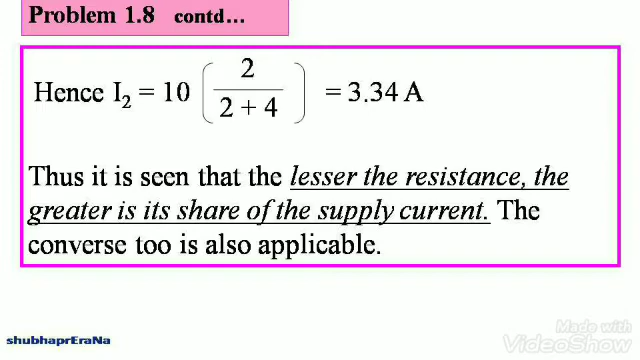 Problem 1.8 contd...
Hence I₂ = 10 ( 2 / 2 + 4 ) = 3.34 A
Thus it is seen that the lesser the resistance, the
greater is its share of the supply current. The
converse too is also applicable.
shubhaprEraNa
Made with
VideoShow